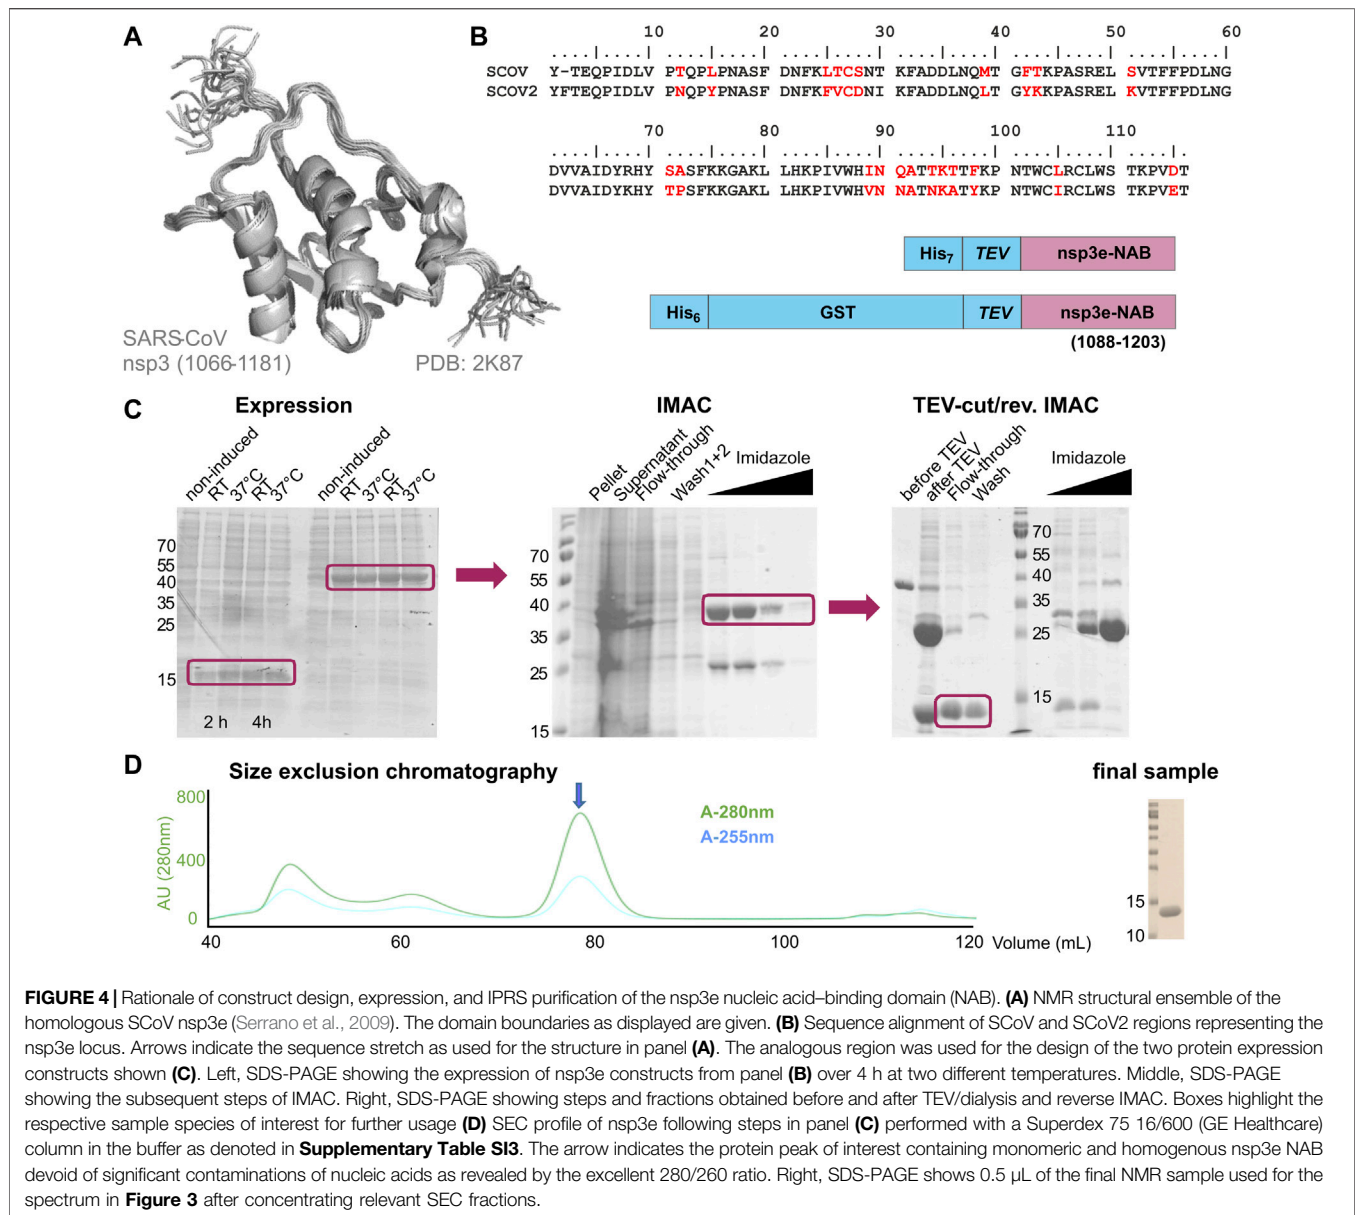 A
SARS-CoV
nsp3 (1066-1181)
PDB: 2K87
B
10 20 30 40 50 60
SCOV Y-TEQPIDLV PTQPLPNASF DNFKLTCSNT KFADDLNQMT GFTKPASREL SVTFFPDLNG
SCOV2 YFTEQPIDLV PNQPYPNASF DNFKFVCDNI KFADDLNQLT GYKKPASREL KVTFFPDLNG
70 80 90 100 110
DVVAIDYRHY SASFKKGAKL LHKPIVWHIN QATTKTTFKP NTWCLRCLWS TKPVDT
DVVAIDYKHY TPSFKKGAKL LHKPIVWHVN NATNKATYKP NTWCIRCLWS TKPVET
His7 TEV nsp3e-NAB
His6 GST TEV nsp3e-NAB
(1088-1203)
C
Expression
non-induced RT 37°C RT 37°C non-induced RT 37°C RT 37°C
70
55
40
35
25
15
2 h 4h
IMAC
Pellet Supernatant Flow-through Wash1+2 Imidazole
70
55
40
35
25
15
TEV-cut/rev. IMAC
before TEV after TEV Flow-through Wash Imidazole
70
55
40
35
25
15
D
Size exclusion chromatography
AU (280nm)
800
400
0
A-280nm
A-255nm
40 60 80 100 120 Volume (mL)
final sample
15
10
FIGURE 4 | Rationale of construct design, expression, and IPRS purification of the nsp3e nucleic acid–binding domain (NAB). (A) NMR structural ensemble of the
homologous SCoV nsp3e (Serrano et al., 2009). The domain boundaries as displayed are given. (B) Sequence alignment of SCoV and SCoV2 regions representing the
nsp3e locus. Arrows indicate the sequence stretch as used for the structure in panel (A). The analogous region was used for the design of the two protein expression
constructs shown (C). Left, SDS-PAGE showing the expression of nsp3e constructs from panel (B) over 4 h at two different temperatures. Middle, SDS-PAGE
showing the subsequent steps of IMAC. Right, SDS-PAGE showing steps and fractions obtained before and after TEV/dialysis and reverse IMAC. Boxes highlight the
respective sample species of interest for further usage (D) SEC profile of nsp3e following steps in panel (C) performed with a Superdex 75 16/600 (GE Healthcare)
column in the buffer as denoted in Supplementary Table SI3. The arrow indicates the protein peak of interest containing monomeric and homogenous nsp3e NAB
devoid of significant contaminations of nucleic acids as revealed by the excellent 280/260 ratio. Right, SDS-PAGE shows 0.5 µL of the final NMR sample used for the
spectrum in Figure 3 after concentrating relevant SEC fractions.